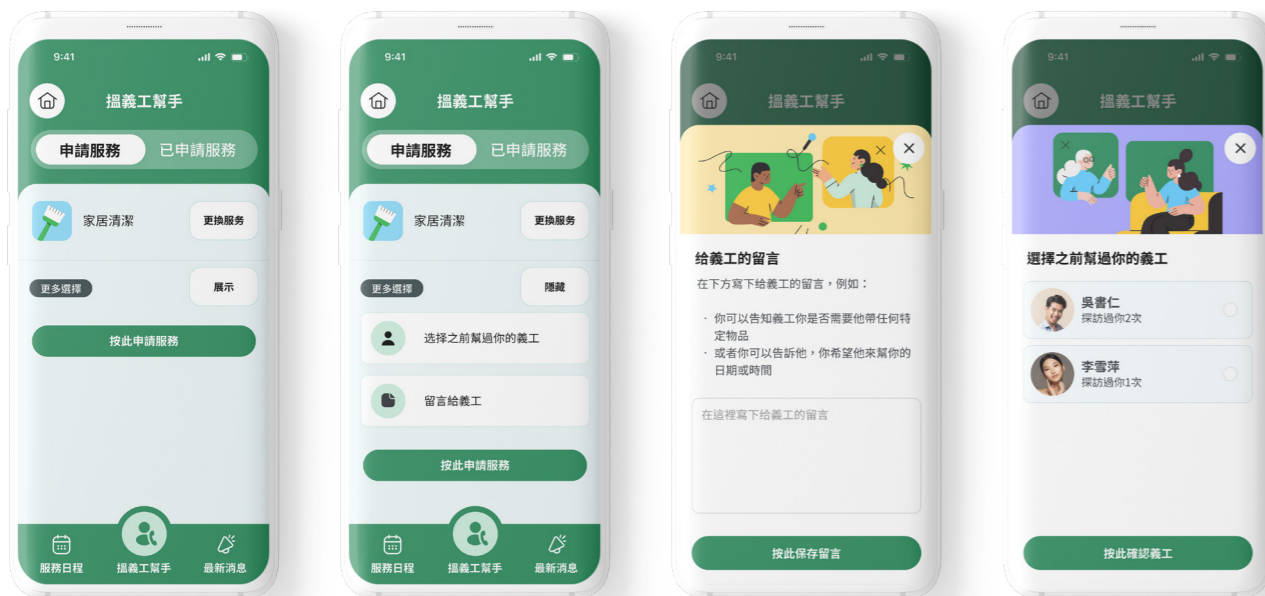 9:41
搵義工幫手
申請服務
已申請服務
家居清潔
更換服务
更多選擇
展示
按此申請服務
服務日程
搵義工幫手
最新消息
9:41
搵義工幫手
申請服務
已申請服務
家居清潔
更換服务
更多選擇
隱藏
选择之前幫過你的義工
留言給義工
按此申請服務
服務日程
搵義工幫手
最新消息
9:41
搵義工幫手
给義工的留言
在下方寫下给義工的留言，例如：
· 你可以告知義工你是否需要他帶任何特
定物品
· 或者你可以告訴他，你希望他來幫你的
日期或時間
在這裡寫下给義工的留言
按此保存留言
9:41
搵義工幫手
選擇之前幫過你的義工
吳書仁
探訪過你2次
李雪萍
探訪過你1次
按此確認義工